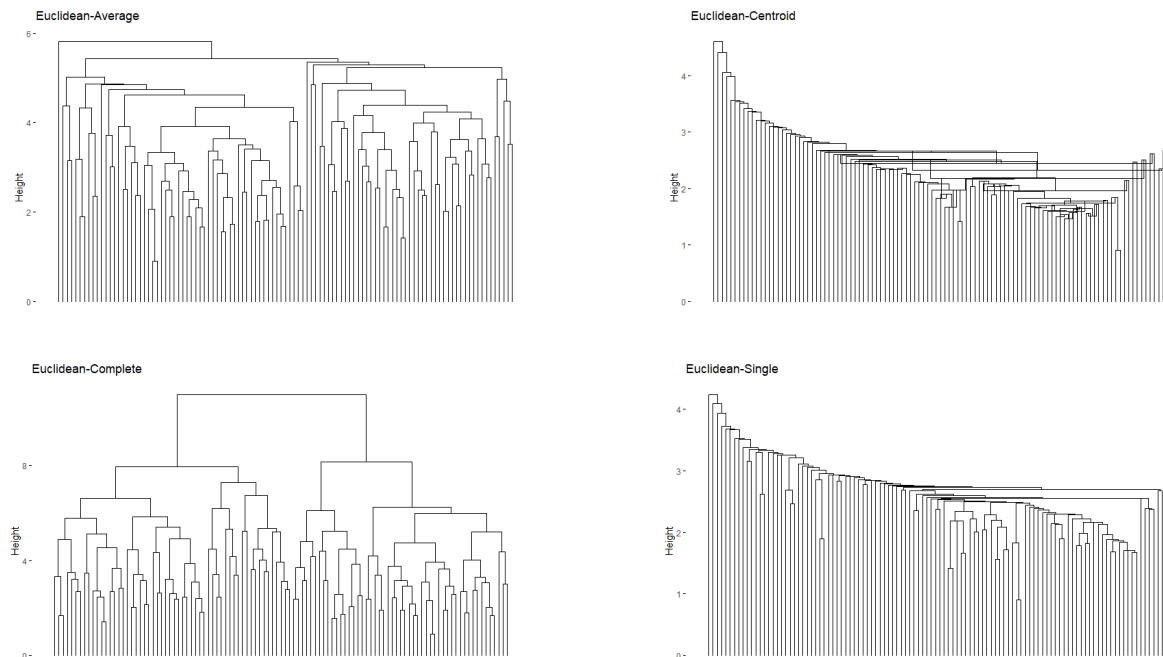 Euclidean-Average
6
4
2
0
Height
Euclidean-Centroid
4
3
2
1
0
Height
Euclidean-Complete
8
4
0
Height
Euclidean-Single
4
3
2
1
0
Height